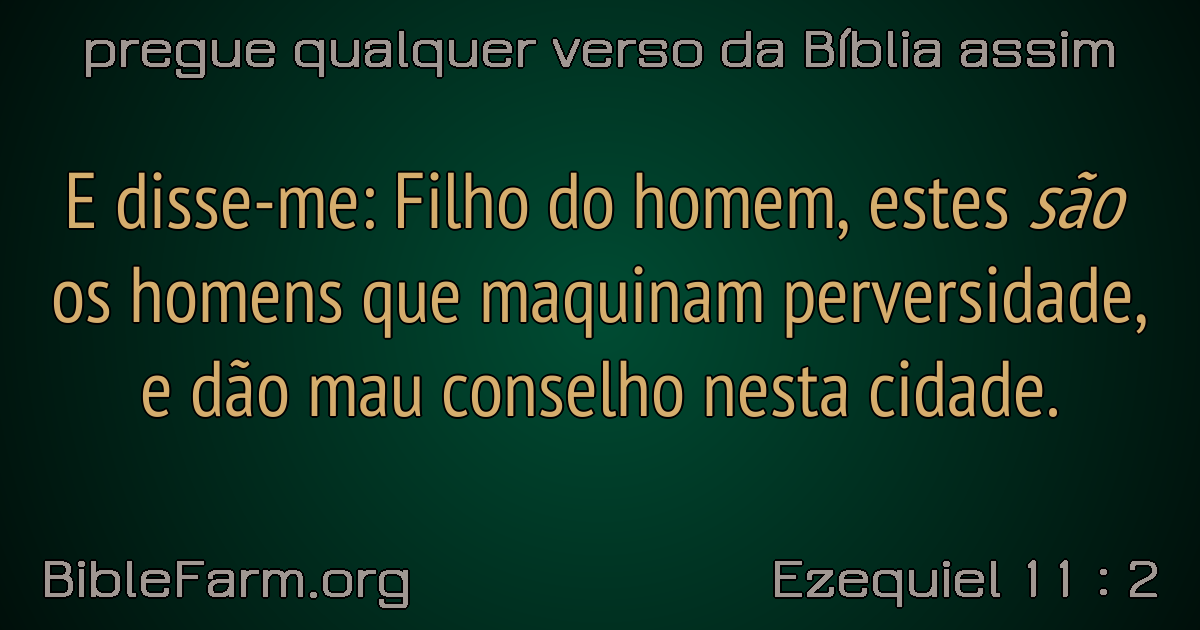 pregue qualquer verso da Bíblia assim
E disse-me: Filho do homem, estes são
os homens que maquinam perversidade,
e dão mau conselho nesta cidade.
BibleFarm.org
Ezequiel 11 : 2